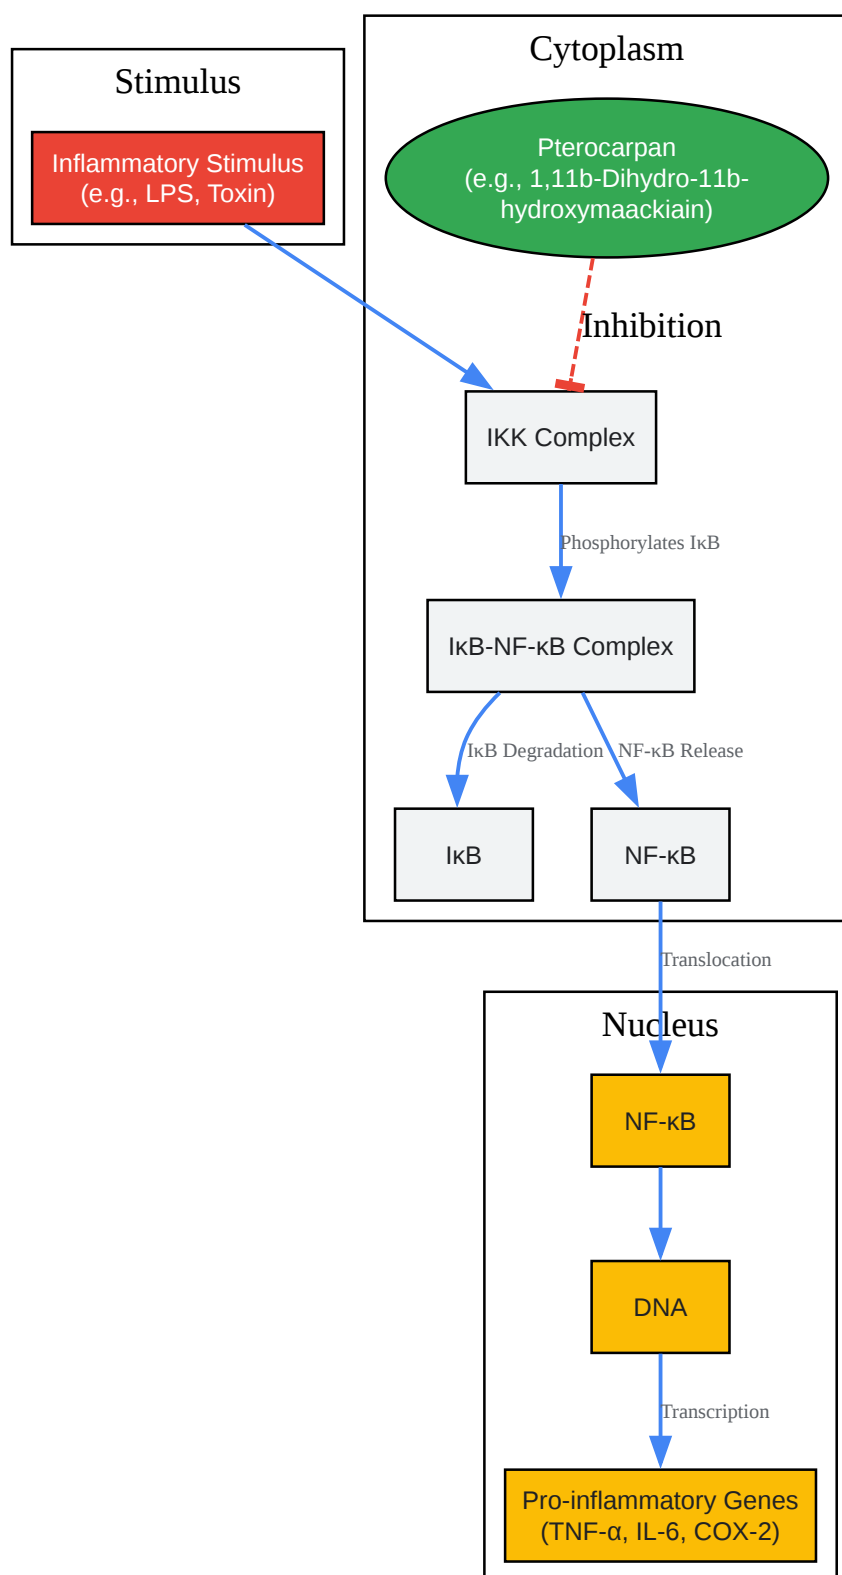 Stimulus
Inflammatory Stimulus
(e.g., LPS, Toxin)
Cytoplasm
Pterocarpan
(e.g., 1,11b-Dihydro-11b-
hydroxymaackiain)
Inhibition
IKK Complex
Phosphorylates IκB
IκB-NF-κB Complex
IκB Degradation
NF-κB Release
IκB
NF-κB
Translocation
Nucleus
NF-κB
DNA
Transcription
Pro-inflammatory Genes
(TNF-α, IL-6, COX-2)